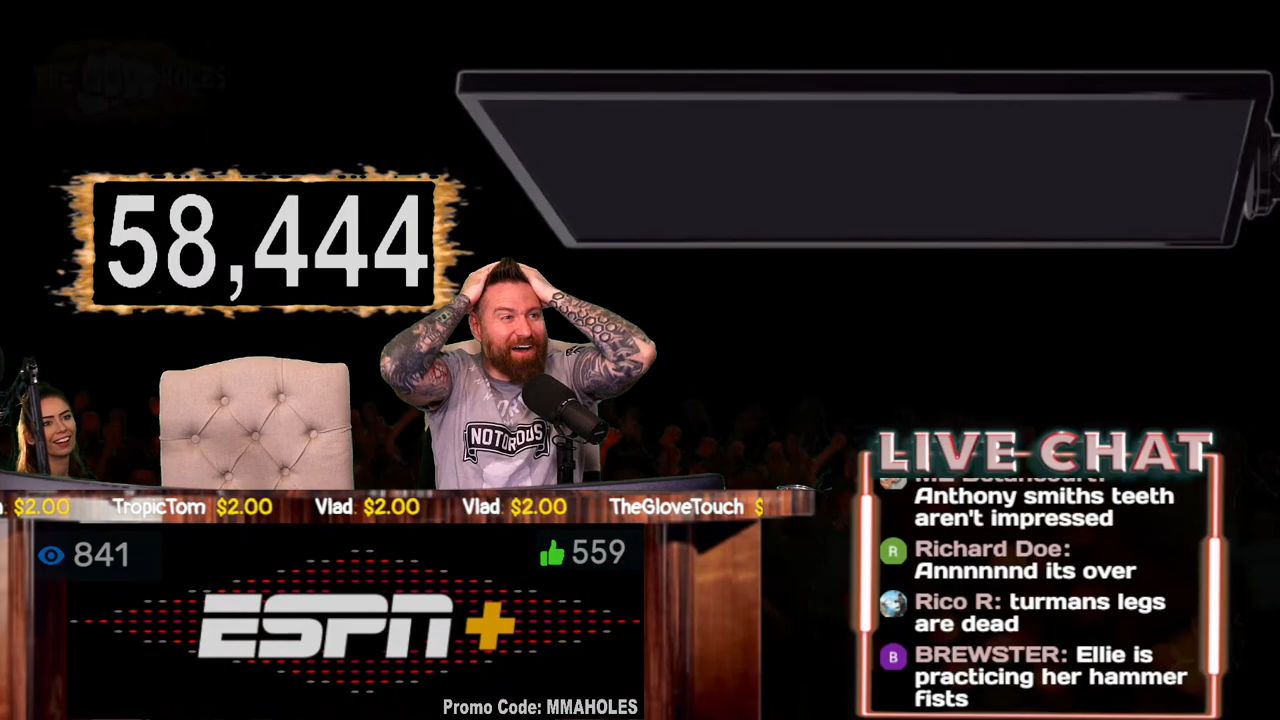 58,444
NOTORIOUS
$2.00 TropicTom $2.00 Vlad $2.00 Vlad $2.00 TheGloveTouch $
841
559
ESPN+
Promo Code: MMAHOLES
LIVE CHAT
Anthony smiths teeth
aren't impressed
R Richard Doe:
Annnnnnd its over
Rico R: turmans legs
are dead
B BREWSTER: Ellie is
practicing her hammer
fists